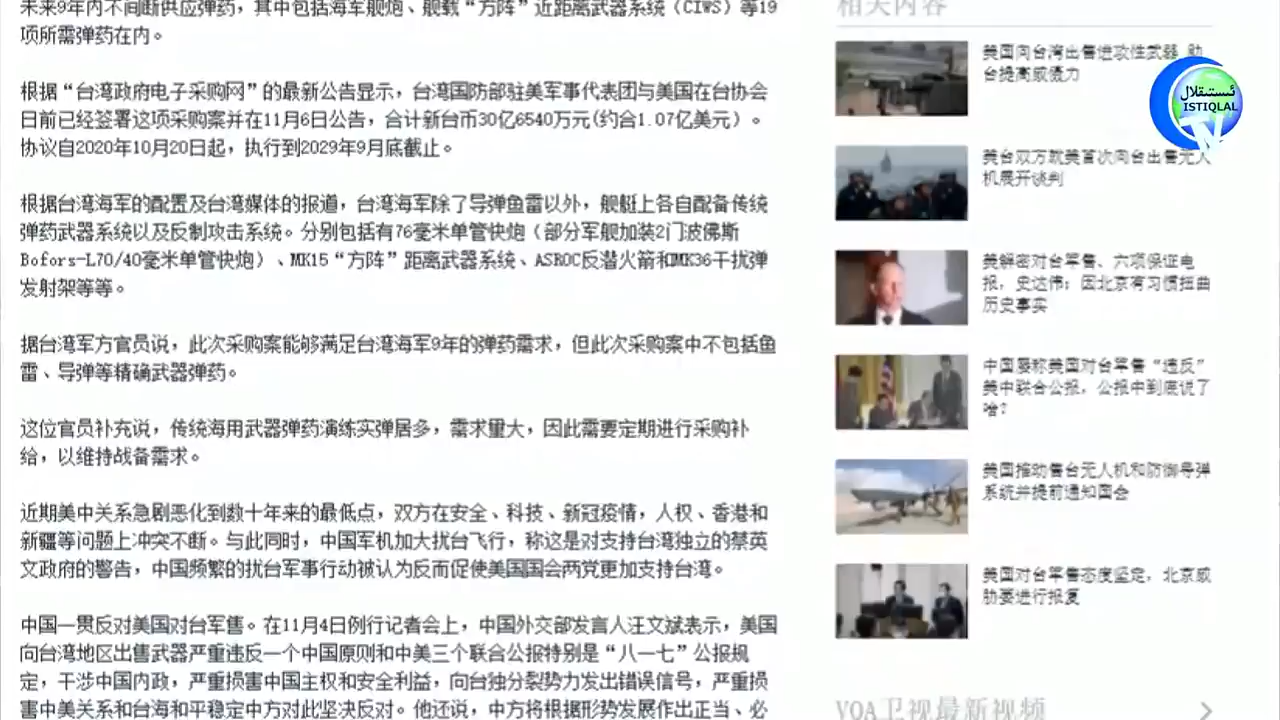 未来9年内不间断供应弹药，其中包括海军舰炮、舰载“方阵”近距离武器系统（CIWS）等19
项所需弹药在内。
根据“台湾政府电子采购网”的最新公告显示，台湾国防部驻美军事代表团与美国在台协会
日前已经签署这项采购案并在11月6日公告，合计新台币30亿6540万元(约合1.07亿美元）。
协议自2020年10月20日起，执行到2029年9月底截止。
根据台湾海军的配置及台湾媒体的报道，台湾海军除了导弹鱼雷以外，舰艇上各自配备传统
弹药武器系统以及反制攻击系统。分别包括有76毫米单管快炮（部分军舰加装2门波佛斯
Bofors-L70/40毫米单管快炮）、MK15“方阵”距离武器系统、ASROC反潜火箭和MK36干扰弹
发射架等等。
据台湾军方官员说，此次采购案能够满足台湾海军9年的弹药需求，但此次采购案中不包括鱼
雷、导弹等精确武器弹药。
这位官员补充说，传统海用武器弹药演练实弹居多，需求量大，因此需要定期进行采购补
给，以维持战备需求。
近期美中关系急剧恶化到数十年来的最低点，双方在安全、科技、新冠疫情，人权、香港和
新疆等问题上冲突不断。与此同时，中国军机加大扰台飞行，称这是对支持台湾独立的蔡英
文政府的警告，中国频繁的扰台军事行动被认为反而促使美国国会两党更加支持台湾。
中国一贯反对美国对台军售。在11月4日例行记者会上，中国外交部发言人汪文斌表示，美国
向台湾地区出售武器严重违反一个中国原则和中美三个联合公报特别是“八一七”公报规
定，干涉中国内政，严重损害中国主权和安全利益，向台独分裂势力发出错误信号，严重损
害中美关系和台海和平稳定中方对此坚决反对。他还说，中方将根据形势发展作出正当、必
相关内容
美国向台湾出售进攻性武器 助
台提高威慑力
美台双方就美首次向台出售无人
机展开谈判
美解密对台军售、六项保证电
报，史达伟：因北京有习惯扭曲
历史事实
中国屡称美国对台军售“违反”
美中联合公报，公报中到底说了
啥？
美国推动售台无人机和防御导弹
系统并提前通知国会
美国对台军售态度坚定，北京威
胁要进行报复
VOA卫视最新视频
ئىستىقلال
ISTIQLAL
TV